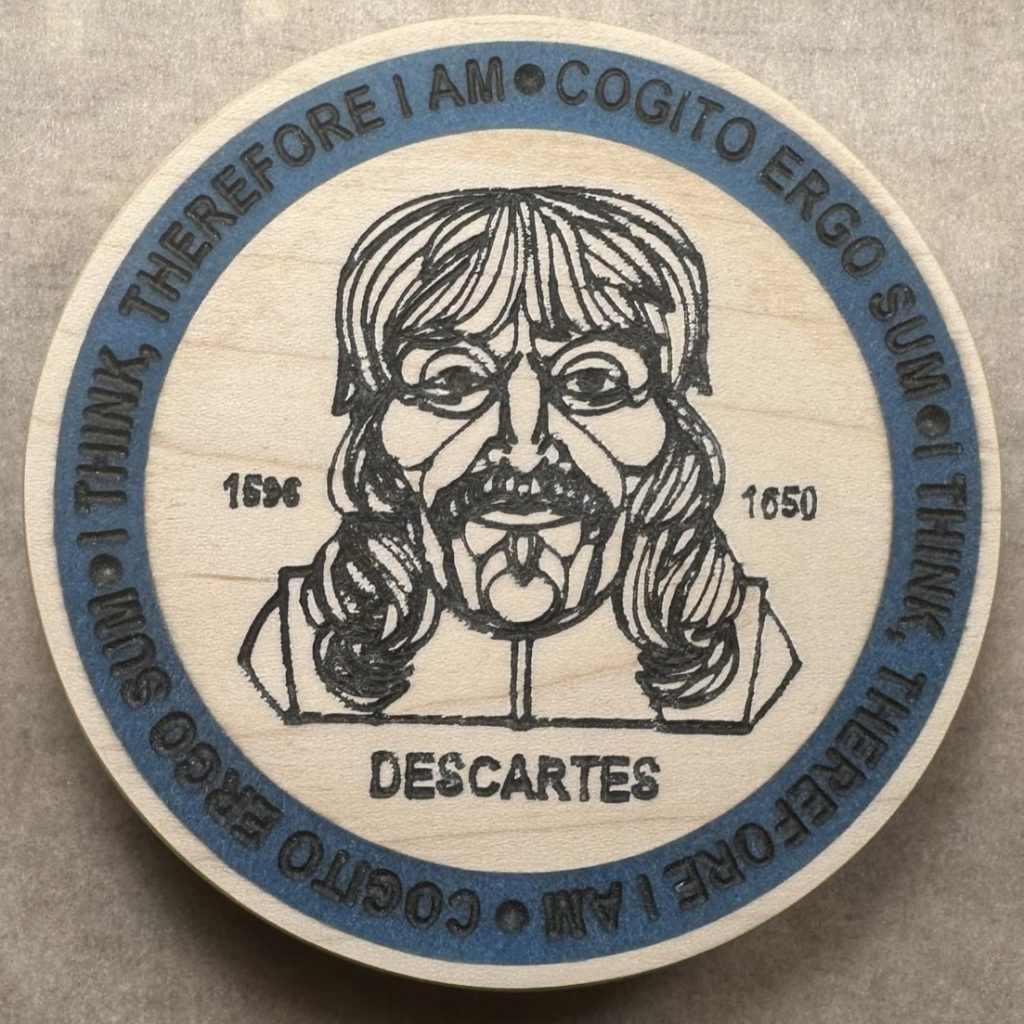 I THINK, THEREFORE I AM • COGITO ERGO SUM • I THINK, THEREFORE I AM • COGITO ERGO SUM •
1596
1650
DESCARTES